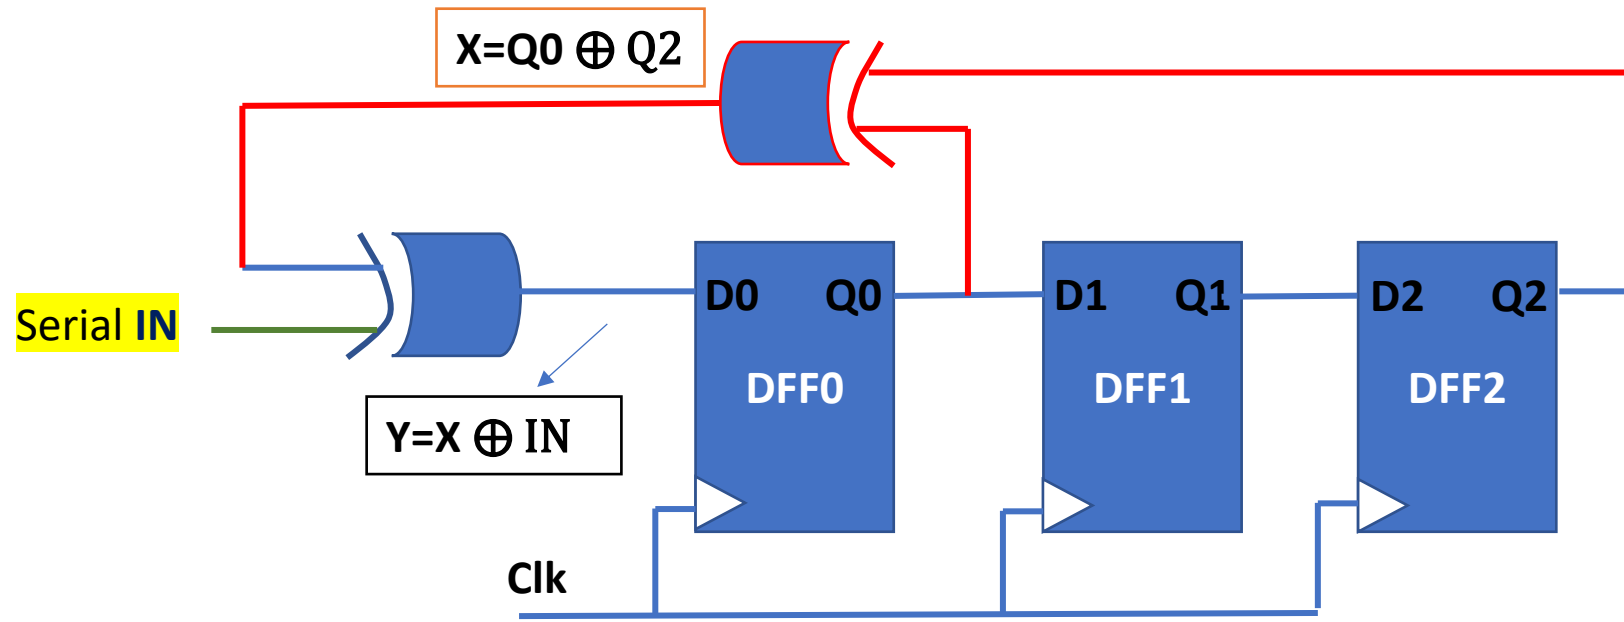 X=Q0 ⊕ Q2
Serial IN
D0 Q0 D1 Q1 D2 Q2
DFF0 DFF1 DFF2
Y=X ⊕ IN
Clk